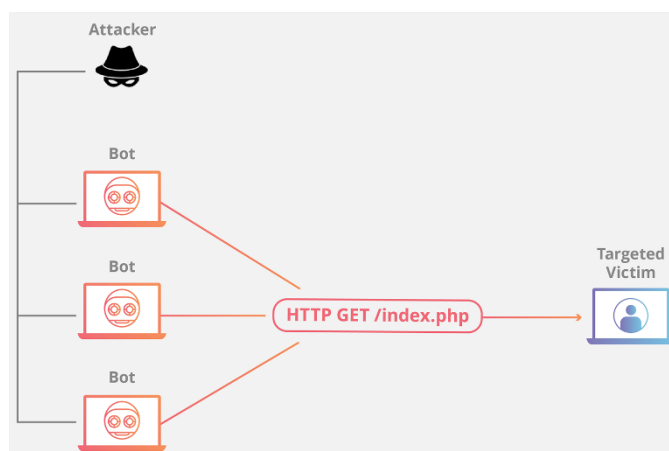 Attacker
Bot
Bot
HTTP GET /index.php
Targeted
Victim
Bot